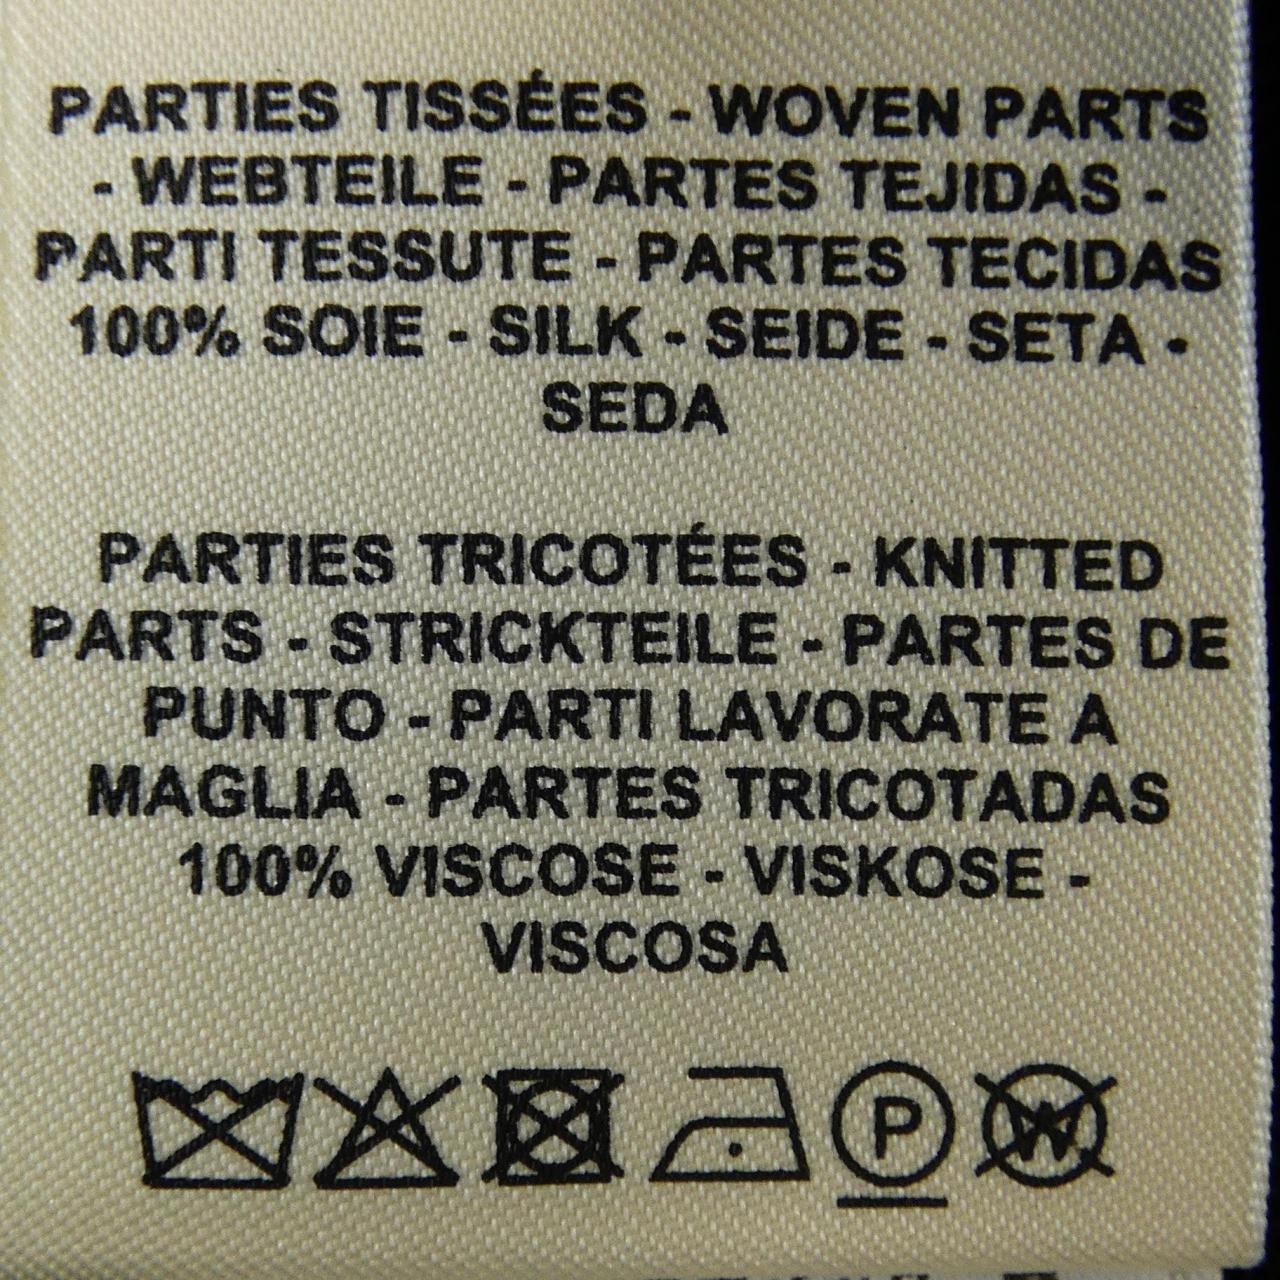 PARTIES TISSÉES - WOVEN PARTS
- WEBTEILE - PARTES TEJIDAS -
PARTI TESSUTE - PARTES TECIDAS
100% SOIE - SILK - SEIDE - SETA -
SEDA
PARTIES TRICOTÉES - KNITTED
PARTS - STRICKTEILE - PARTES DE
PUNTO - PARTI LAVORATE A
MAGLIA - PARTES TRICOTADAS
100% VISCOSE - VISKOSE -
VISCOSA
P W